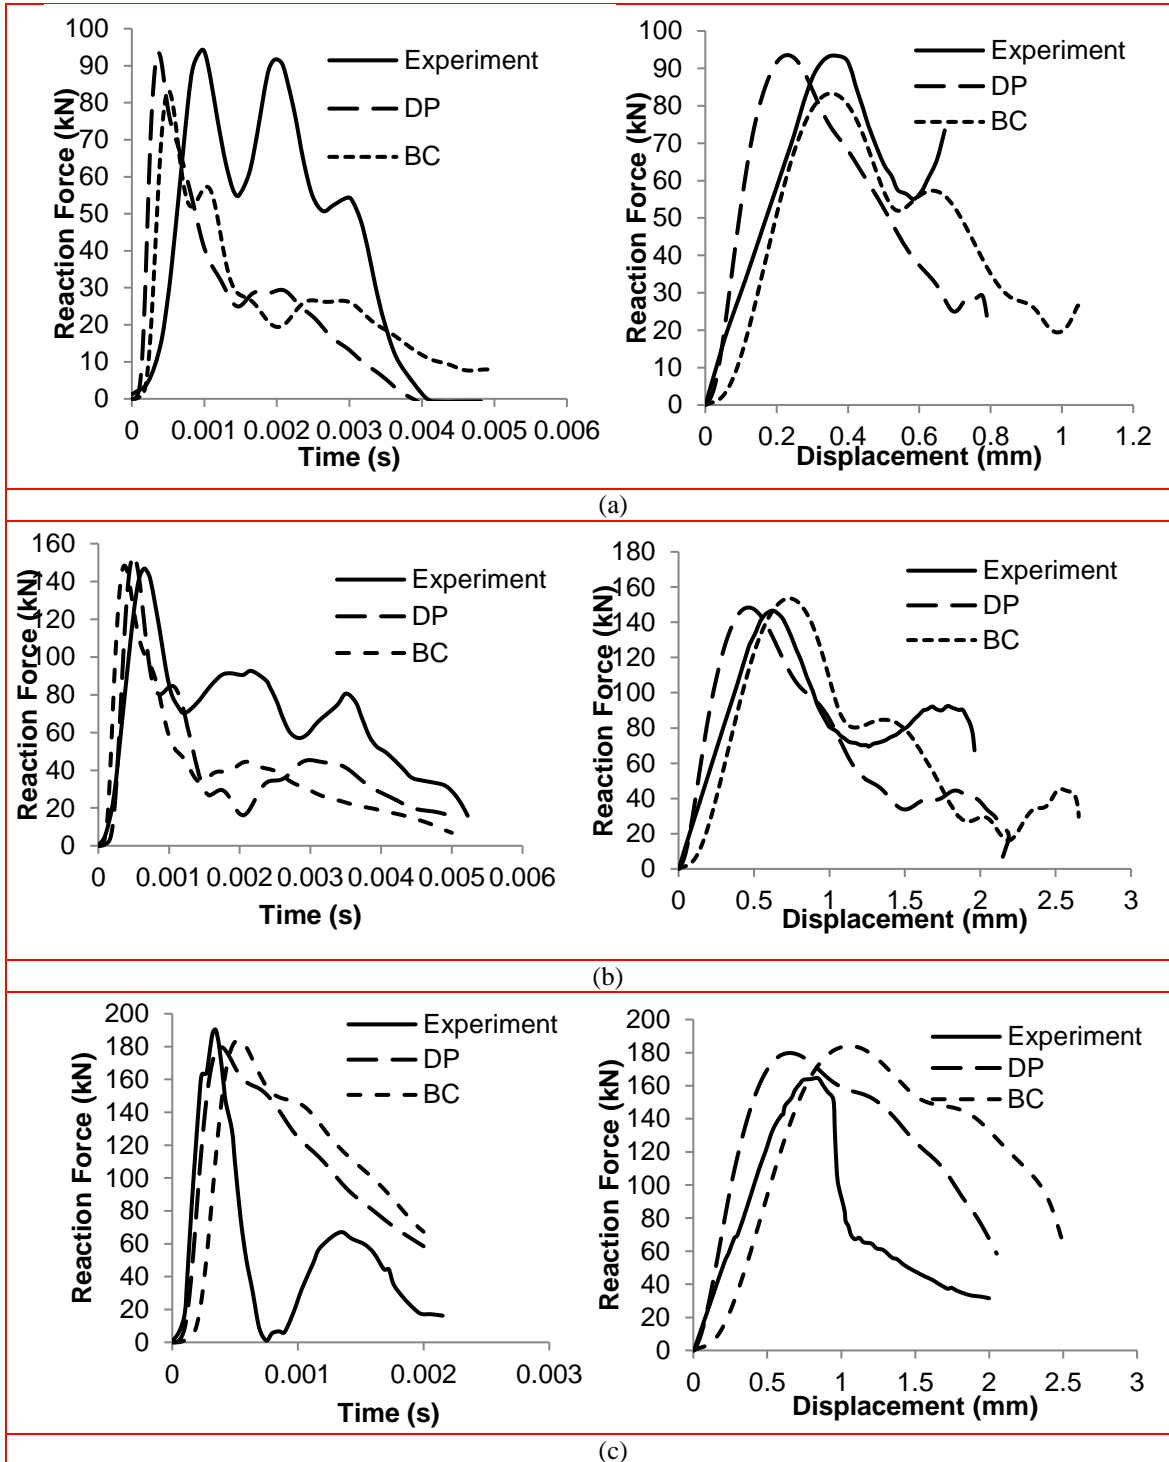 100
90
80
70
60
50
40
30
20
10
0
Reaction Force (kN)
Experiment
DP
BC
0 0.001 0.002 0.003 0.004 0.005 0.006
Time (s)
100
90
80
70
60
50
40
30
20
10
0
Reaction Force (kN)
Experiment
DP
BC
0 0.2 0.4 0.6 0.8 1 1.2
Displacement (mm)
(a)
160
140
120
100
80
60
40
20
0
Reaction Force (kN)
Experiment
DP
BC
0 0.001 0.002 0.003 0.004 0.005 0.006
Time (s)
180
160
140
120
100
80
60
40
20
0
Reaction Force (kN)
Experiment
DP
BC
0 0.5 1 1.5 2 2.5 3
Displacement (mm)
(b)
200
180
160
140
120
100
80
60
40
20
0
Reaction Force (kN)
Experiment
DP
BC
0 0.001 0.002 0.003
Time (s)
200
180
160
140
120
100
80
60
40
20
0
Reaction Force (kN)
Experiment
DP
BC
0 0.5 1 1.5 2 2.5 3
Displacement (mm)
(c)